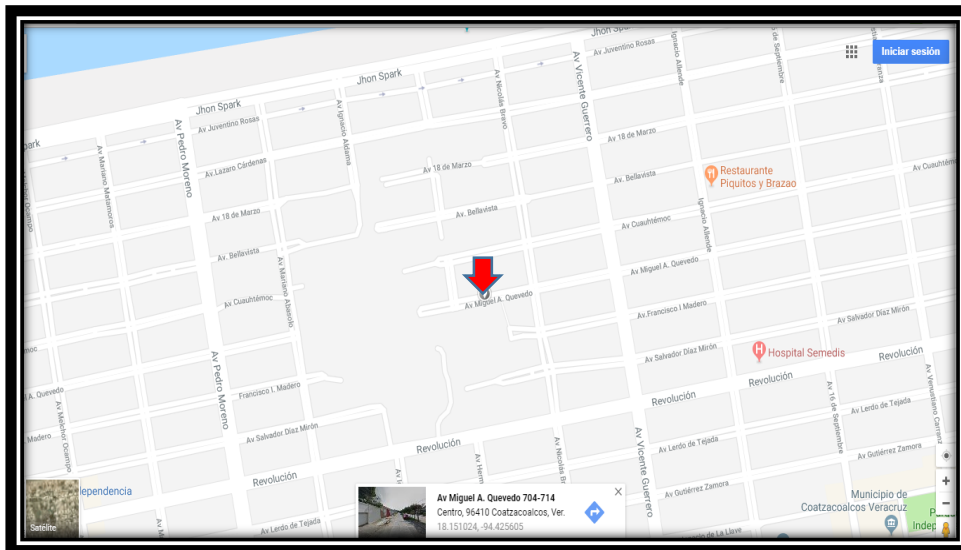 Jhon Spark
Av Juventino Rosas
Iniciar sesión
Jhon Spark
Jhon Spark
Av Juventino Rosas
Av Pedro Moreno
Av Ignacio Aldama
Av Nicolás Bravo
Av Vicente Guerrero
Ignacio Allende
de Septiembre
Av Mariano Matamoros
Av Lazaro Cárdenas
Av 18 de Marzo
Av 18 de Marzo
Av. Bellavista
Restaurante
Piquitos y Brazao
Av Cuauhtémoc
Av 18 de Marzo
Av. Bellavista
Av Cuauhtémoc
Ignacio Allende
Av. Bellavista
Av Mariano Abasolo
Av Miguel A. Quevedo
Av Cuauhtémoc
Av Miguel A. Quevedo
Av.Francisco I Madero
Av Salvador Díaz Mirón
Av Salvador Díaz Mirón
Hospital Semedis
Revolución
Av Pedro Moreno
Francisco I. Madero
Revolución
Revolución
A. Quevedo
Av Melchor Ocampo
Madero
Av Salvador Díaz Mirón
Revolución
Av Vicente Guerrero
Av Lerdo de Tejada
Av Lerdo de Tejada
Av 16 de Septiembre
Av Venustiano Carranza
Av Gutiérrez Zamora
Revolución
Av Gutiérrez Zamora
lependencia
Av Miguel A. Quevedo 704-714
Centro, 96410 Coatzacoalcos, Ver.
18.151024, -94.425605
Municipio de
Coatzacoalcos Veracruz
Satélite
Av Lerdo de Tejada
de La Llave
Indep